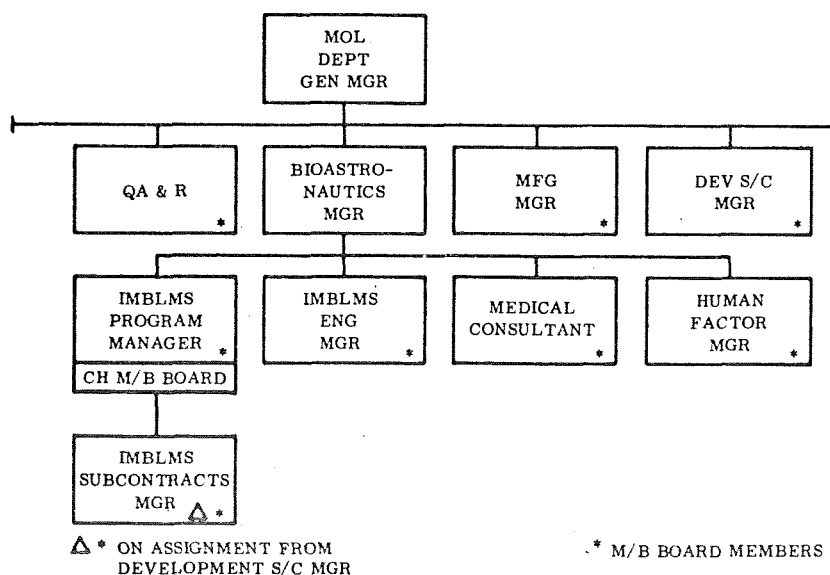 MOL
DEPT
GEN MGR
QA & R
*
BIOASTRO-
NAUTICS
MGR
MFG
MGR
*
DEV S/C
MGR
*
IMBLMS
PROGRAM
MANAGER *
CH M/B BOARD
IMBLMS
ENG
MGR *
MEDICAL
CONSULTANT
*
HUMAN
FACTOR
MGR *
IMBLMS
SUBCONTRACTS
MGR △ *
△ * ON ASSIGNMENT FROM
DEVELOPMENT S/C MGR
* M/B BOARD MEMBERS